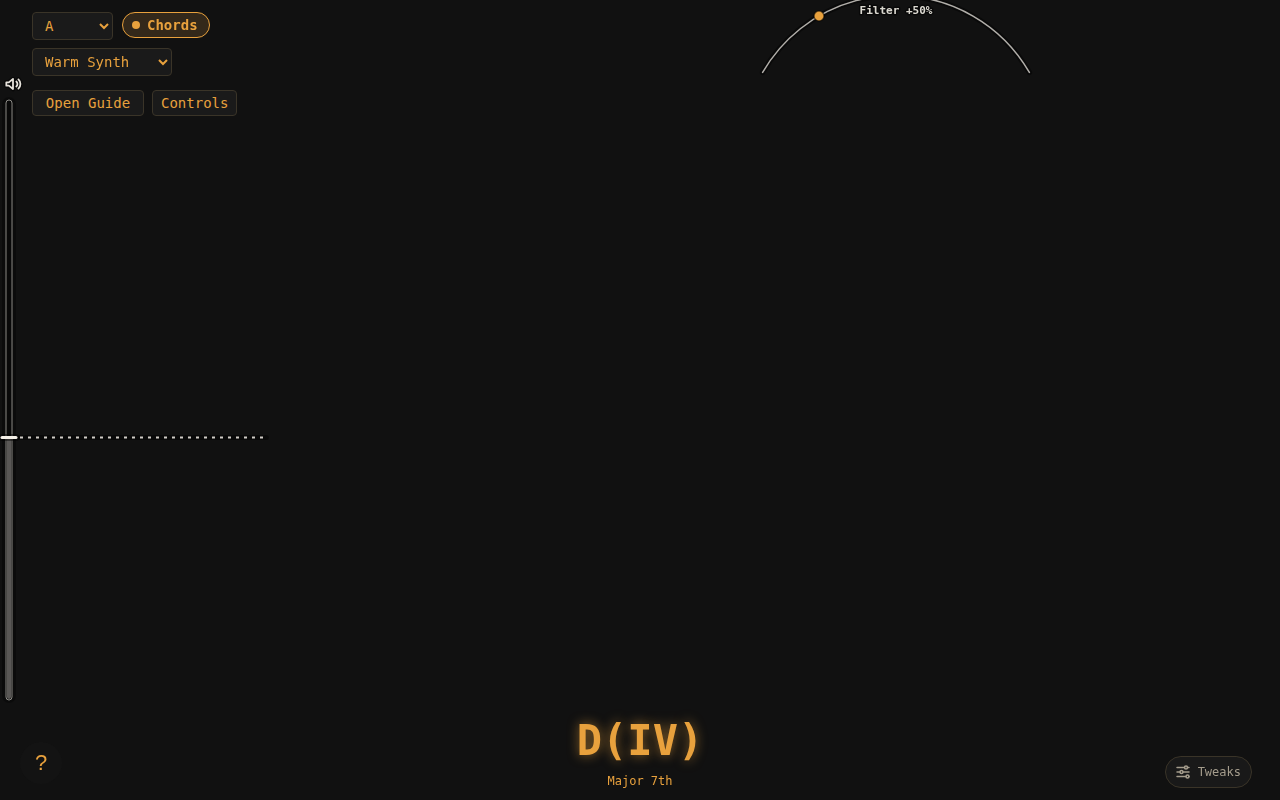 A
Chords
Filter +50%
Warm Synth
Open Guide
Controls
D(IV)
Major 7th
?
Tweaks